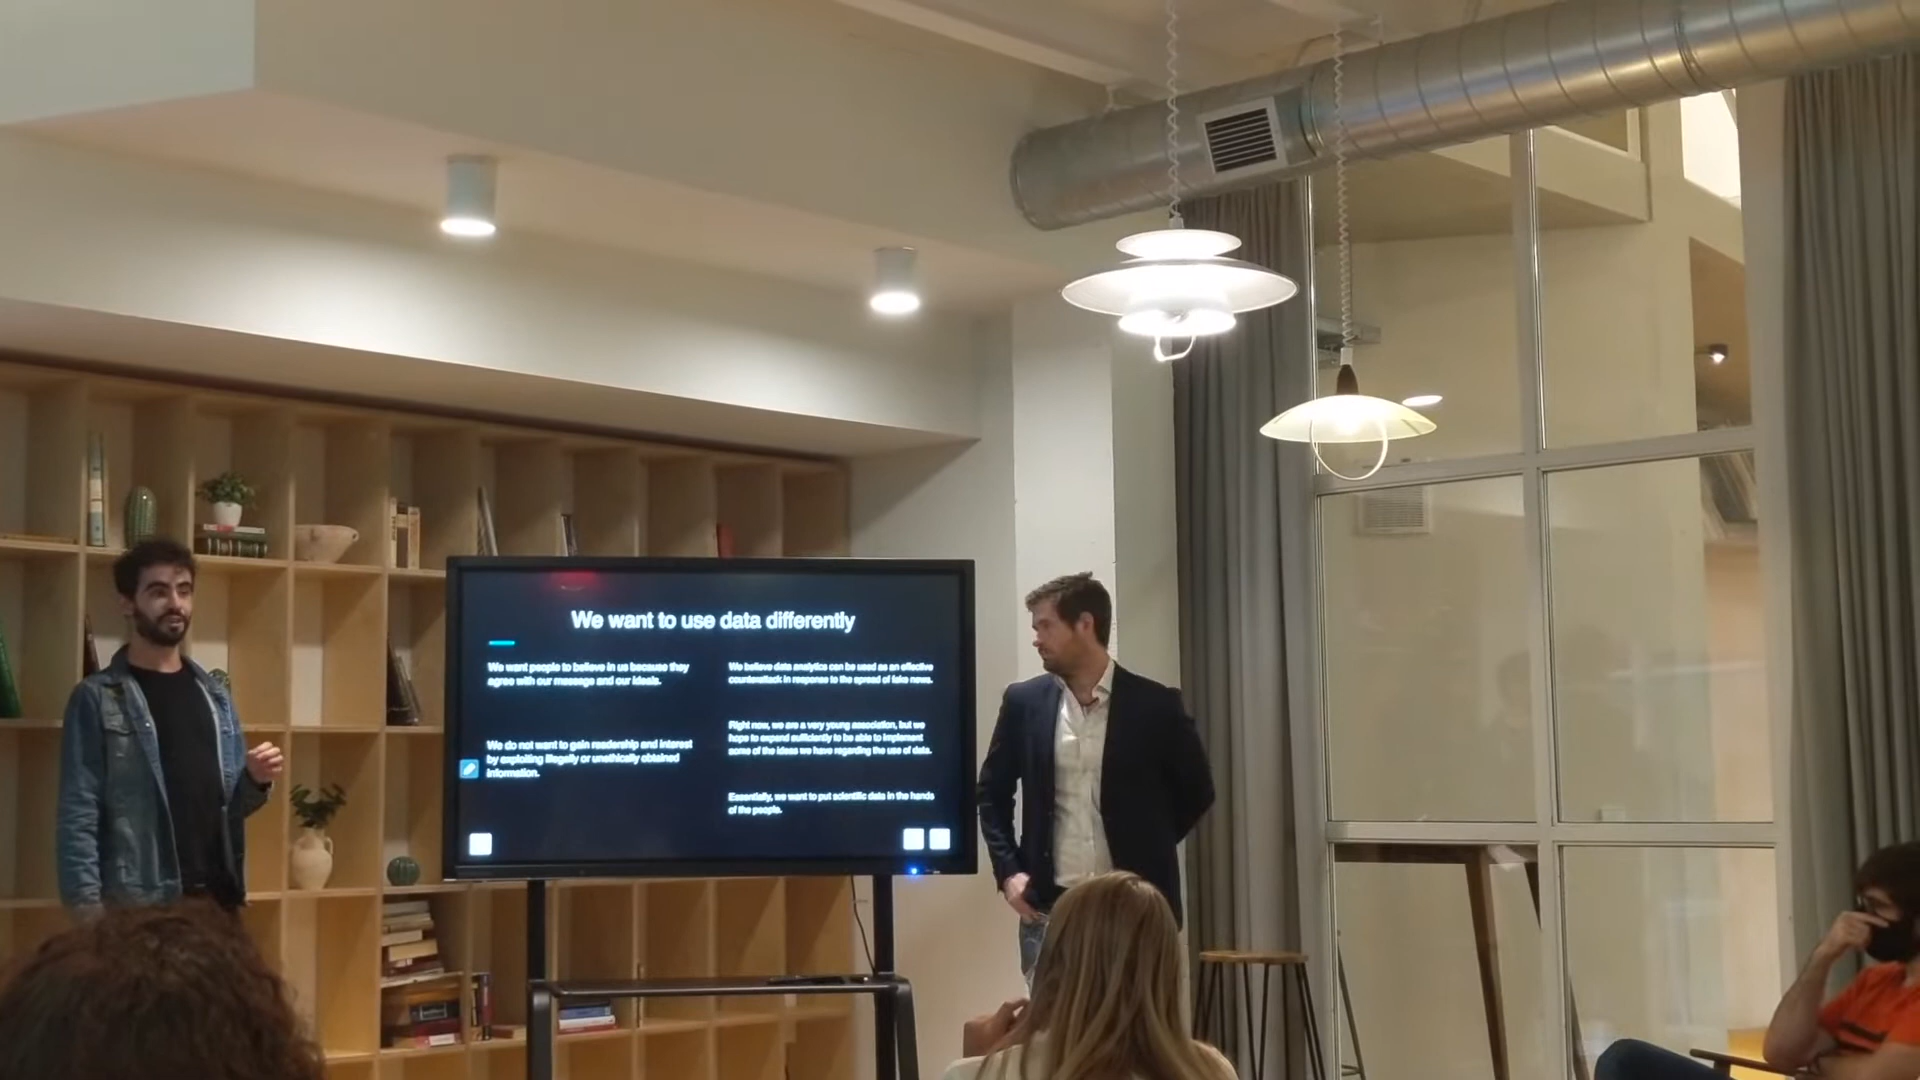 We want to use data differently
We want people to believe in us because they
agree with our message and our ideals.
We do not want to gain readership and interest
by exploiting illegally or unethically obtained
information.
We believe data analytics can be used as an effective
counterattack in response to the spread of fake news.
Right now, we are a very young association, but we
hope to expand sufficiently to be able to implement
some of the ideas we have regarding the use of data.
Essentially, we want to put scientific data in the hands
of the people.